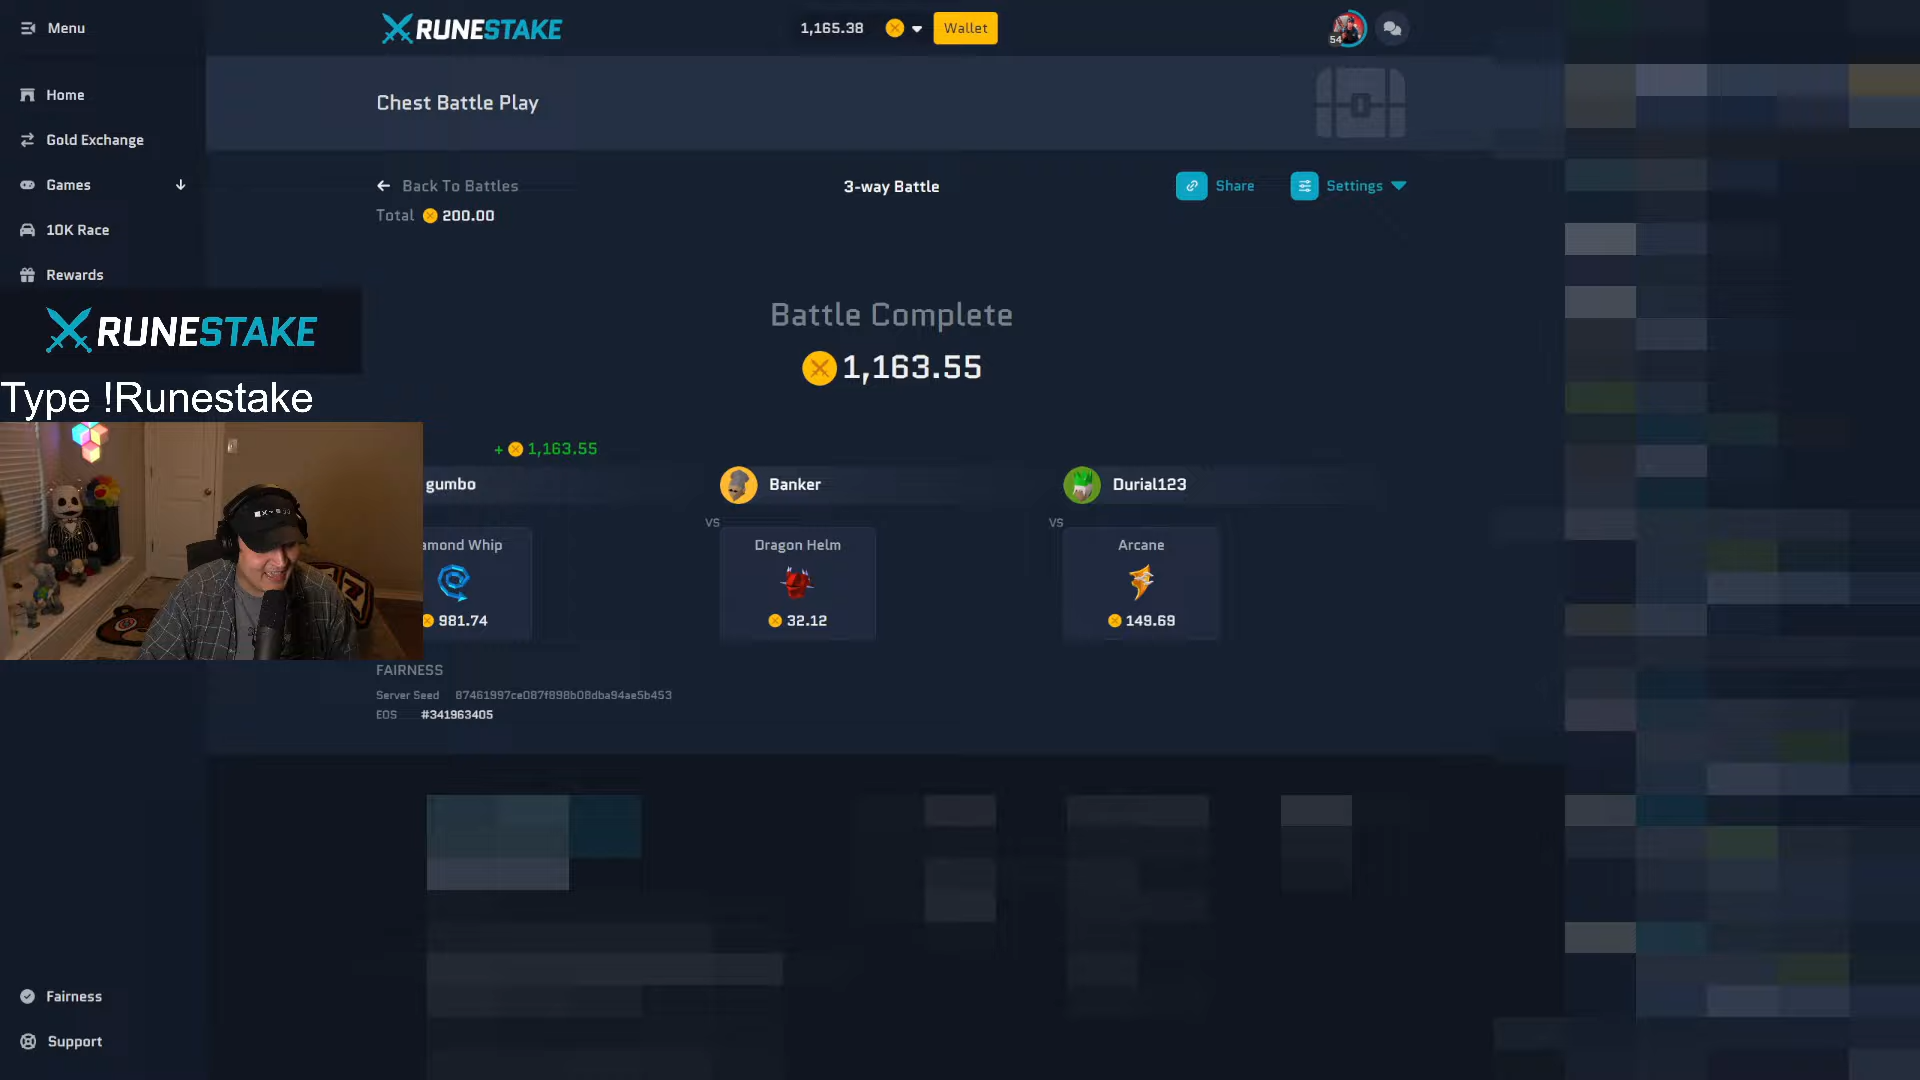 Menu
RUNESTAKE
1,165.38
Wallet
54
Home
Chest Battle Play
Gold Exchange
Games
Back To Battles
3-way Battle
Share
Settings
Total 200.00
10K Race
Rewards
RUNESTAKE
Battle Complete
1,163.55
Type !Runestake
+ 1,163.55
gumbo
Banker
Durial123
VS
VS
amond Whip
Dragon Helm
Arcane
981.74
32.12
149.69
FAIRNESS
Server Seed 87461997ce087f898b08dba94ae5b453
EOS #341963405
Fairness
Support